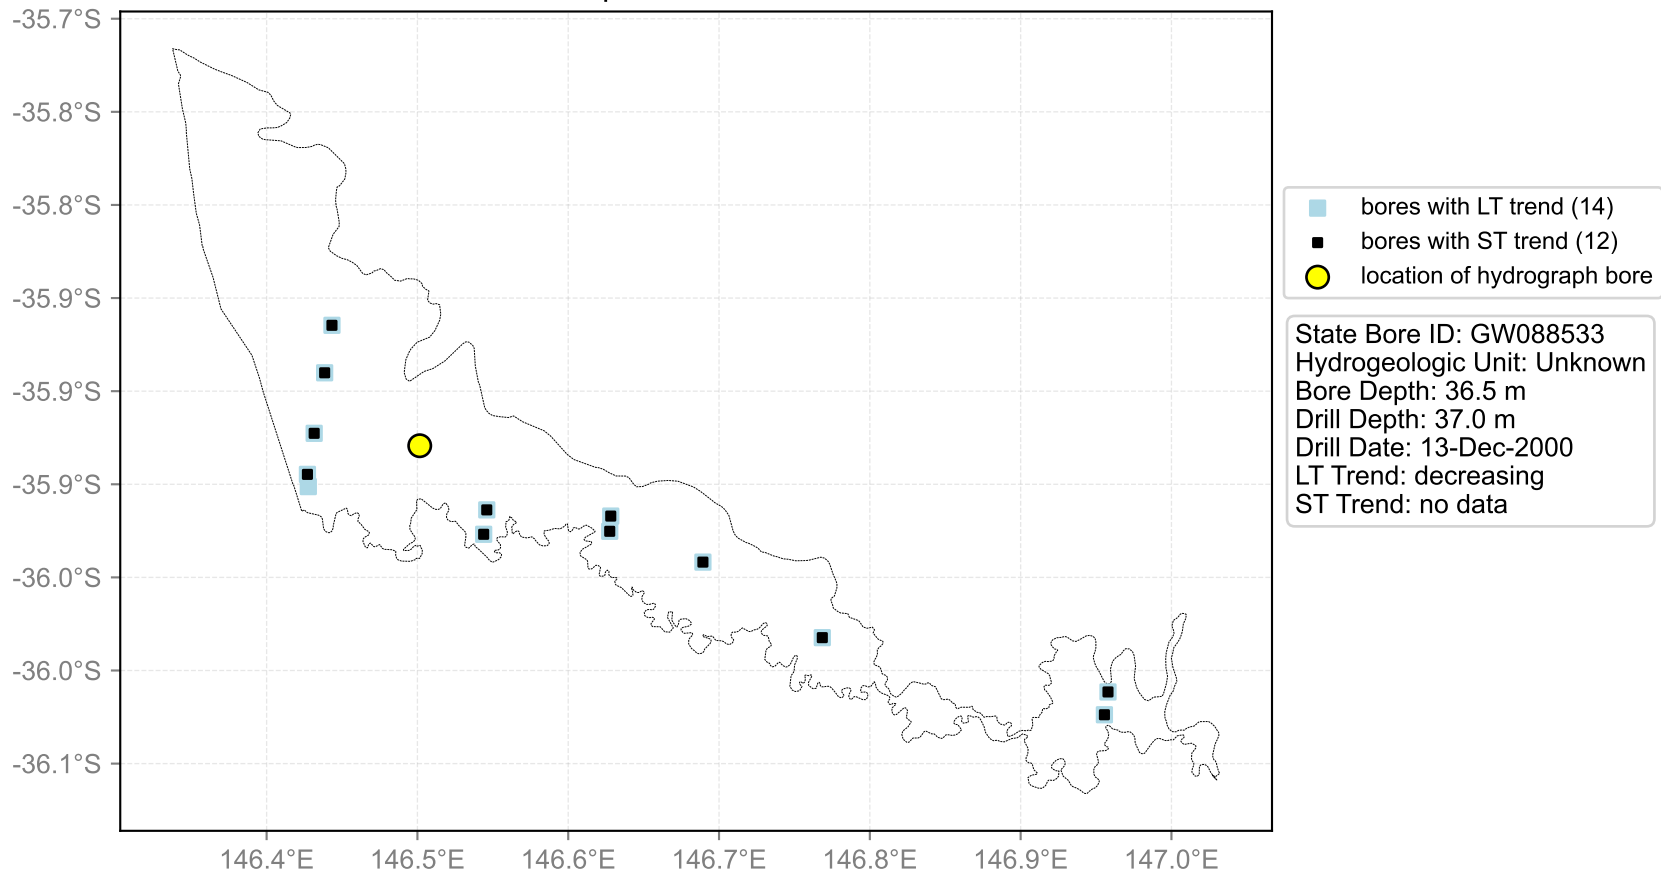 -35.7°S
-35.8°S
-35.8°S
-35.9°S
-35.9°S
-35.9°S
-36.0°S
-36.0°S
-36.1°S
146.4°E 146.5°E 146.6°E 146.7°E 146.8°E 146.9°E 147.0°E
bores with LT trend (14)
bores with ST trend (12)
location of hydrograph bore
State Bore ID: GW088533
Hydrogeologic Unit: Unknown
Bore Depth: 36.5 m
Drill Depth: 37.0 m
Drill Date: 13-Dec-2000
LT Trend: decreasing
ST Trend: no data